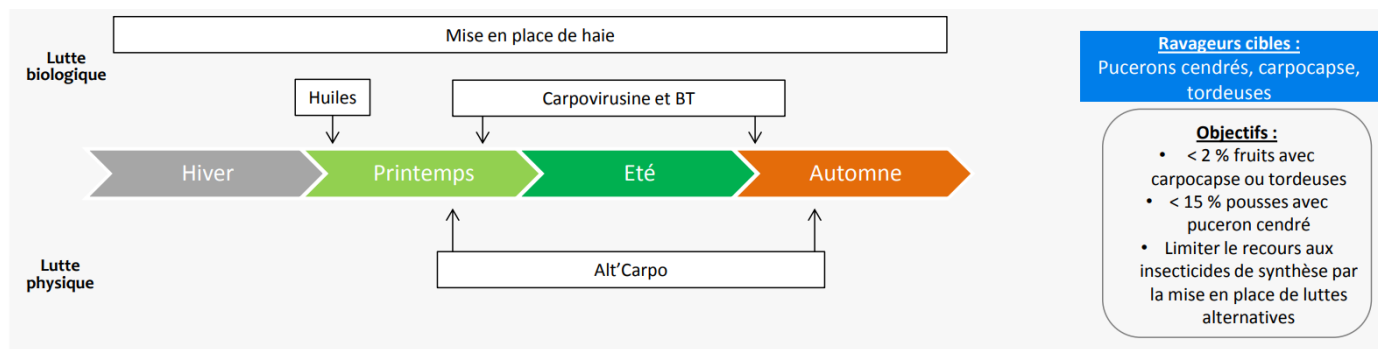 Mise en place de haie
Lutte
biologique
Huiles
Carpovirusine et BT
Hiver
Printemps
Eté
Automne
Alt'Carpo
Lutte
physique
Ravageurs cibles :
Pucerons cendrés, carpocapse,
tordeuses
Objectifs :
• < 2 % fruits avec
carpocapse ou tordeuses
• < 15 % pousses avec
puceron cendré
• Limiter le recours aux
insecticides de synthèse par
la mise en place de luttes
alternatives